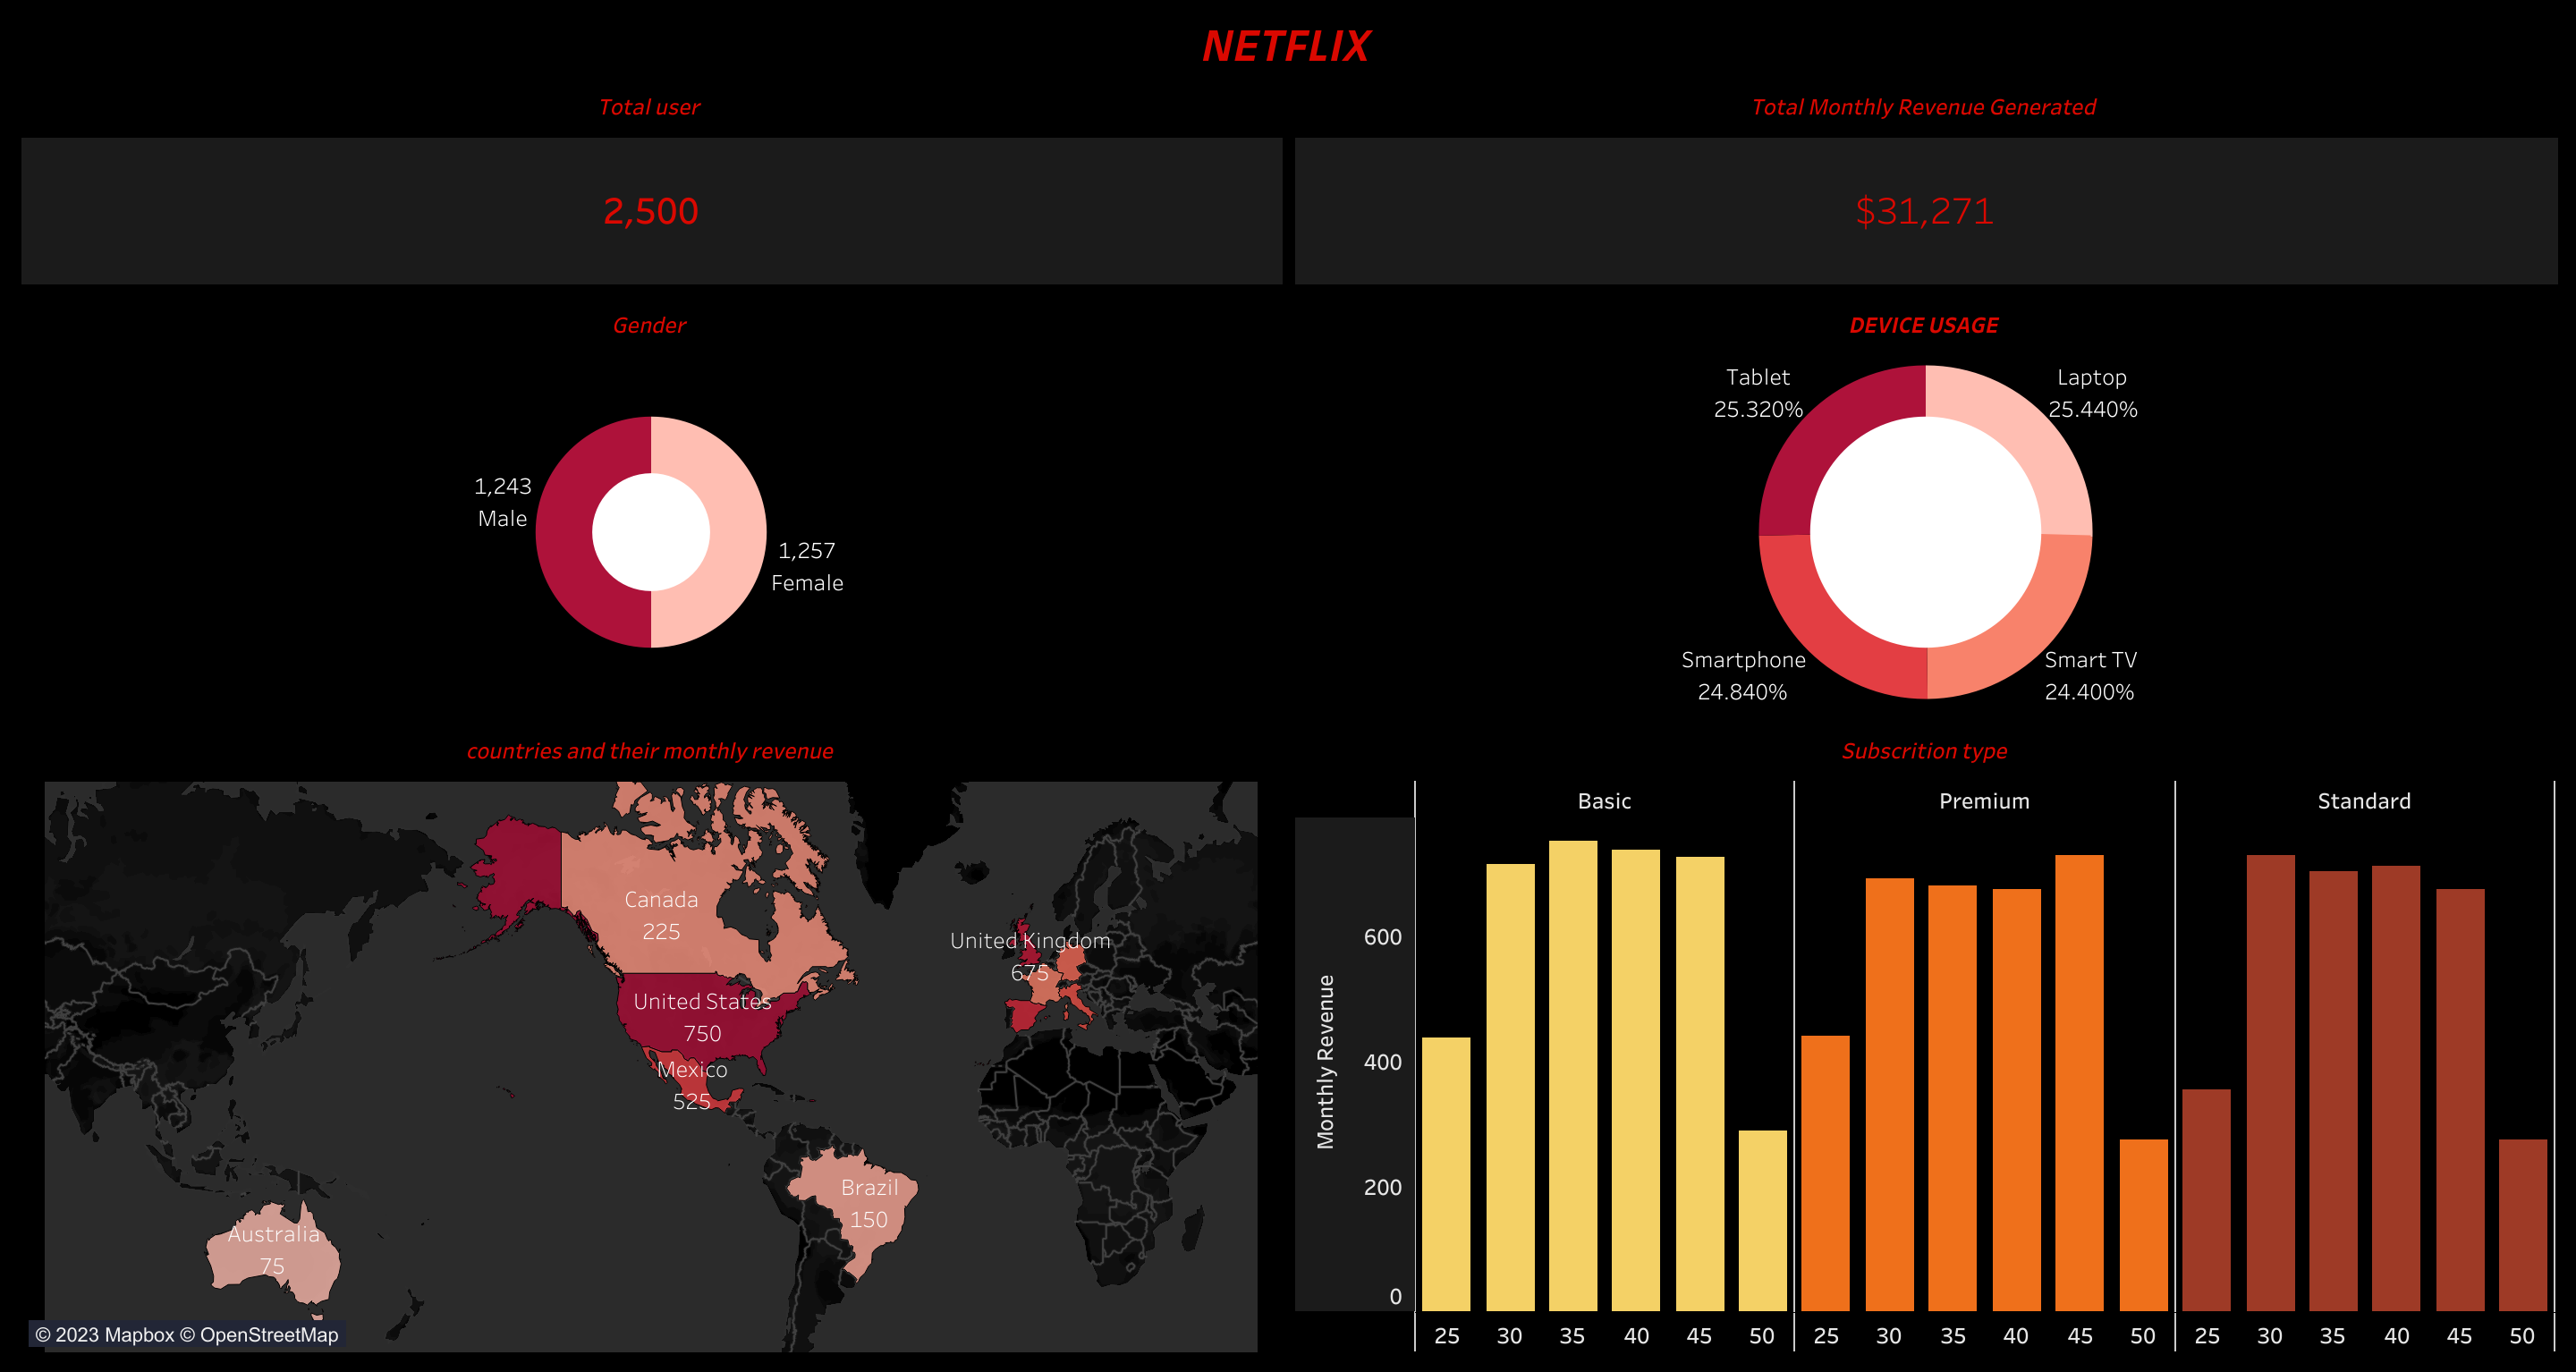 NETFLIX
Total user
Total Monthly Revenue Generated
2,500
$31,271
Gender
DEVICE USAGE
1,243
Male
1,257
Female
Tablet
25.320%
Laptop
25.440%
Smartphone
24.840%
Smart TV
24.400%
countries and their monthly revenue
Canada
225
United Kingdom
675
United States
750
Mexico
525
Brazil
150
Australia
75
© 2023 Mapbox © OpenStreetMap
Subscrition type
Basic Premium Standard
Monthly Revenue
600
400
200
0
25 30 35 40 45 50 25 30 35 40 45 50 25 30 35 40 45 50